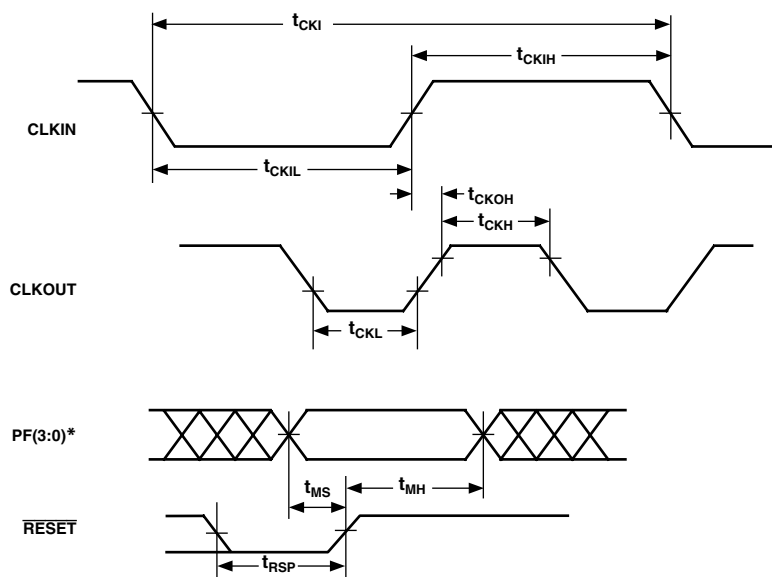 tCKI
tCKIH
CLKIN
tCKIL
tCKOH
tCKH
CLKOUT
tCKL
PF(3:0)*
tMS
tMH
RESET
tRSP